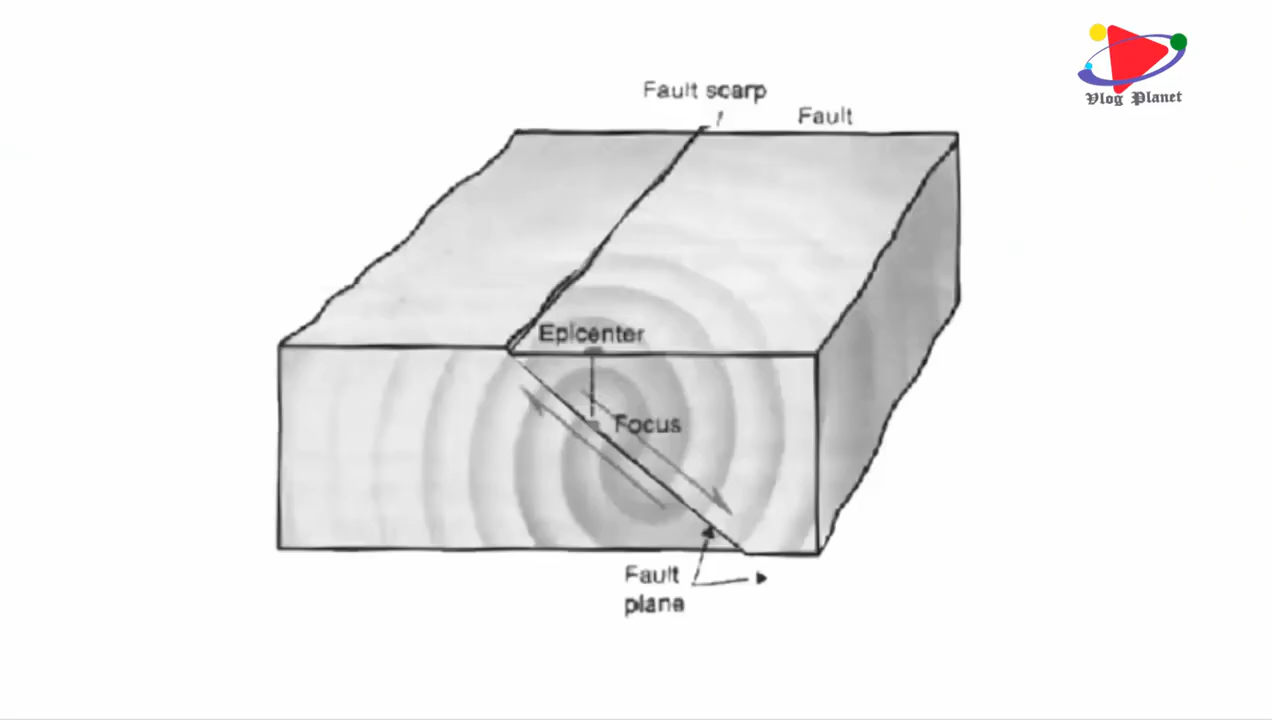 Vlog Planet
Fault scarp
Fault
Epicenter
Focus
Fault
plane